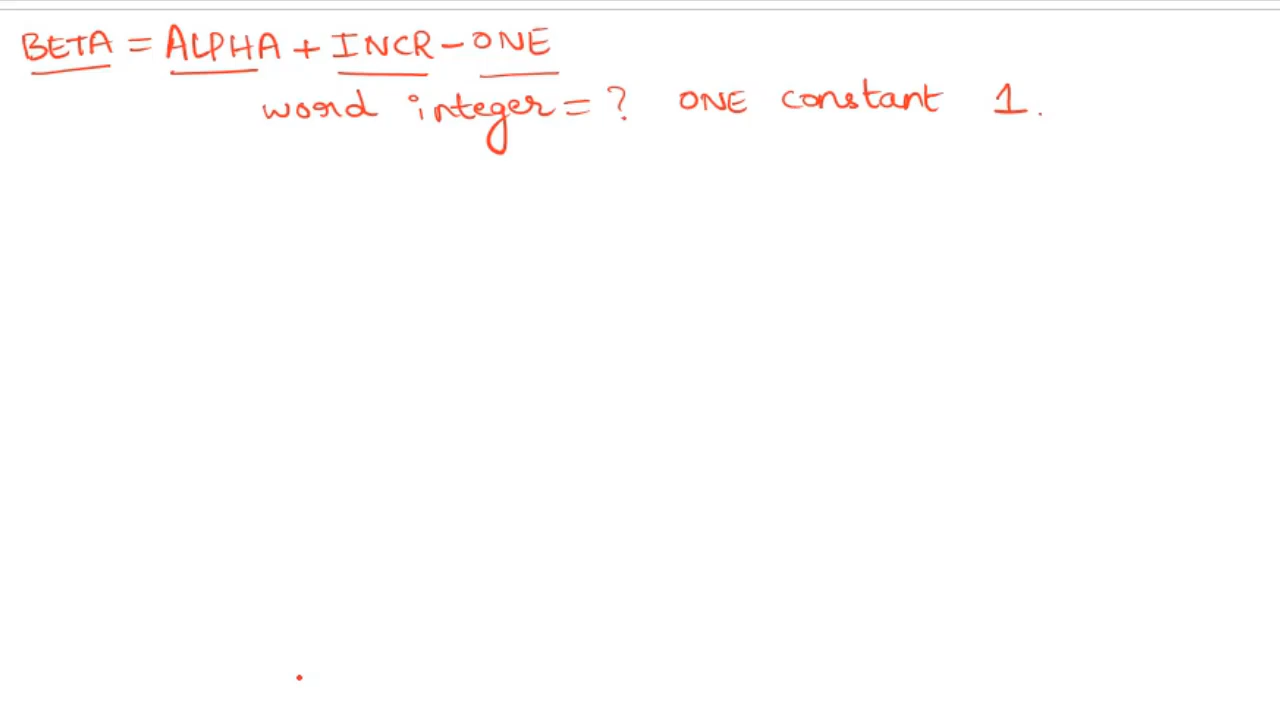 BETA = ALPHA + INCR - ONE
word integer = ? ONE constant 1.